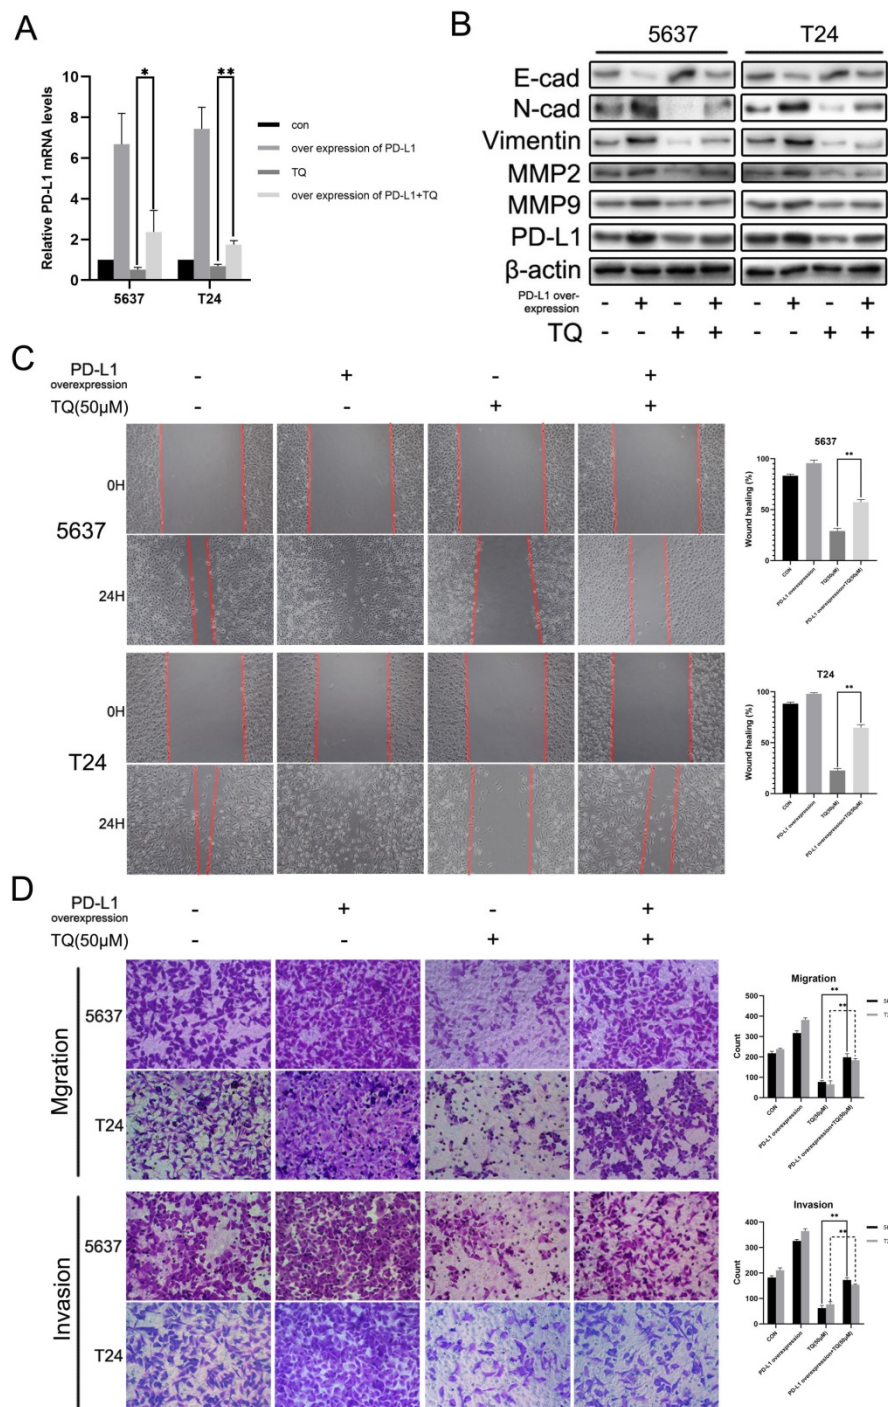 A
Relative PD-L1 mRNA levels
10
8
6
4
2
0
* **
5637 T24
con
over expression of PD-L1
TQ
over expression of PD-L1+TQ
B
5637 T24
E-cad
N-cad
Vimentin
MMP2
MMP9
PD-L1
β-actin
PD-L1 over-
expression
- + - + - + - +
TQ - - + + - - + +
C
PD-L1
overexpression
- + - +
TQ(50μM) - - + +
5637
0H
24H
T24
0H
24H
5637
Wound healing (%)
100
50
0
**
CON
PD-L1 overexpression
TQ(50μM)
PD-L1 overexpression+TQ(50μM)
T24
Wound healing (%)
100
50
0
**
CON
PD-L1 overexpression
TQ(50μM)
PD-L1 overexpression+TQ(50μM)
D
PD-L1
overexpression
- + - +
TQ(50μM) - - + +
Mgration
5637
T24
Invasion
5637
T24
Migration
Count
500
400
300
200
100
0
**
**
CON
PD-L1 overexpression
TQ(50μM)
PD-L1 overexpression+TQ(50μM)
Invasion
Count
400
300
200
100
0
**
**
CON
PD-L1 overexpression
TQ(50μM)
PD-L1 overexpression+TQ(50μM)